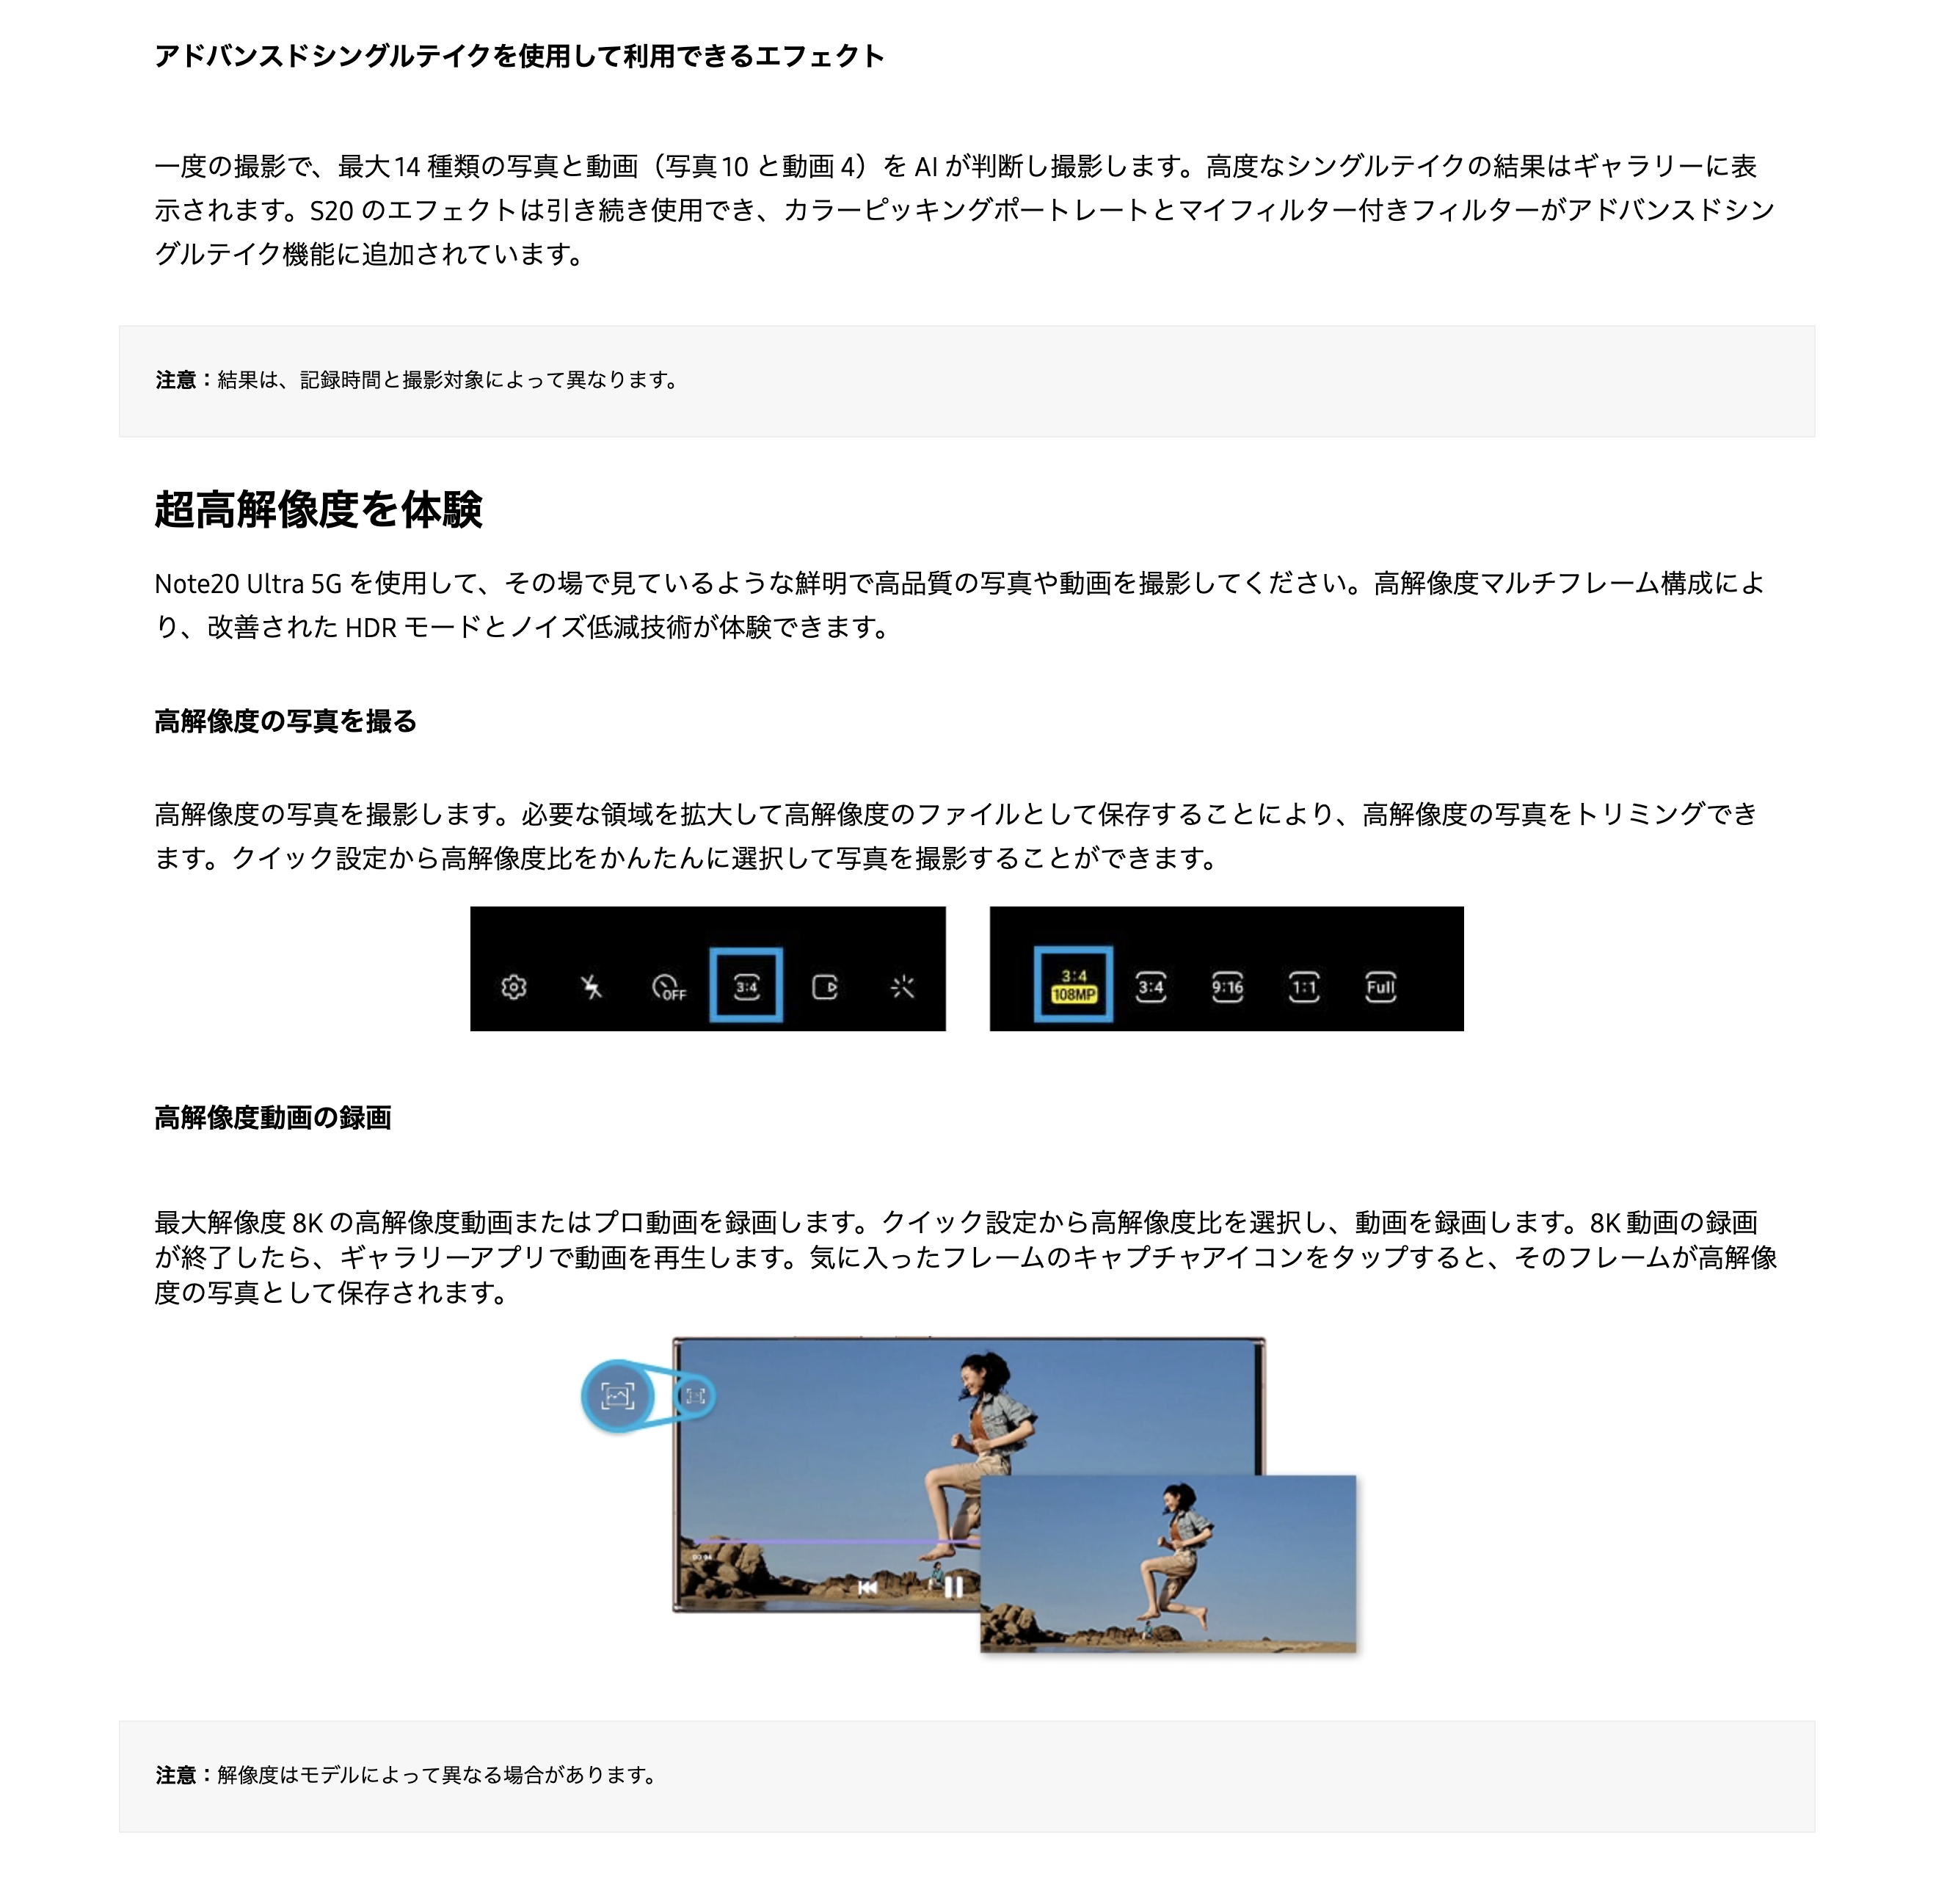 アドバンスドシングルテイクを使用して利用できるエフェクト
一度の撮影で、最大14 種類の写真と動画（写真10 と動画 4）を AI が判断し撮影します。高度なシングルテイクの結果はギャラリーに表
示されます。S20 のエフェクトは引き続き使用でき、カラーピッキングポートレートとマイフィルター付きフィルターがアドバンスドシン
グルテイク機能に追加されています。
注意：結果は、記録時間と撮影対象によって異なります。
超高解像度を体験
Note20 Ultra 5G を使用して、その場で見ているような鮮明で高品質の写真や動画を撮影してください。高解像度マルチフレーム構成によ
り、改善された HDR モードとノイズ低減技術が体験できます。
高解像度の写真を撮る
高解像度の写真を撮影します。必要な領域を拡大して高解像度のファイルとして保存することにより、高解像度の写真をトリミングでき
ます。クイック設定から高解像度比をかんたんに選択して写真を撮影することができます。
OFF 3:4
3:4
108MP 3:4 9:16 1:1 Full
高解像度動画の録画
最大解像度 8K の高解像度動画またはプロ動画を録画します。クイック設定から高解像度比を選択し、動画を録画します。8K 動画の録画
が終了したら、ギャラリーアプリで動画を再生します。気に入ったフレームのキャプチャアイコンをタップすると、そのフレームが高解像
度の写真として保存されます。
注意：解像度はモデルによって異なる場合があります。